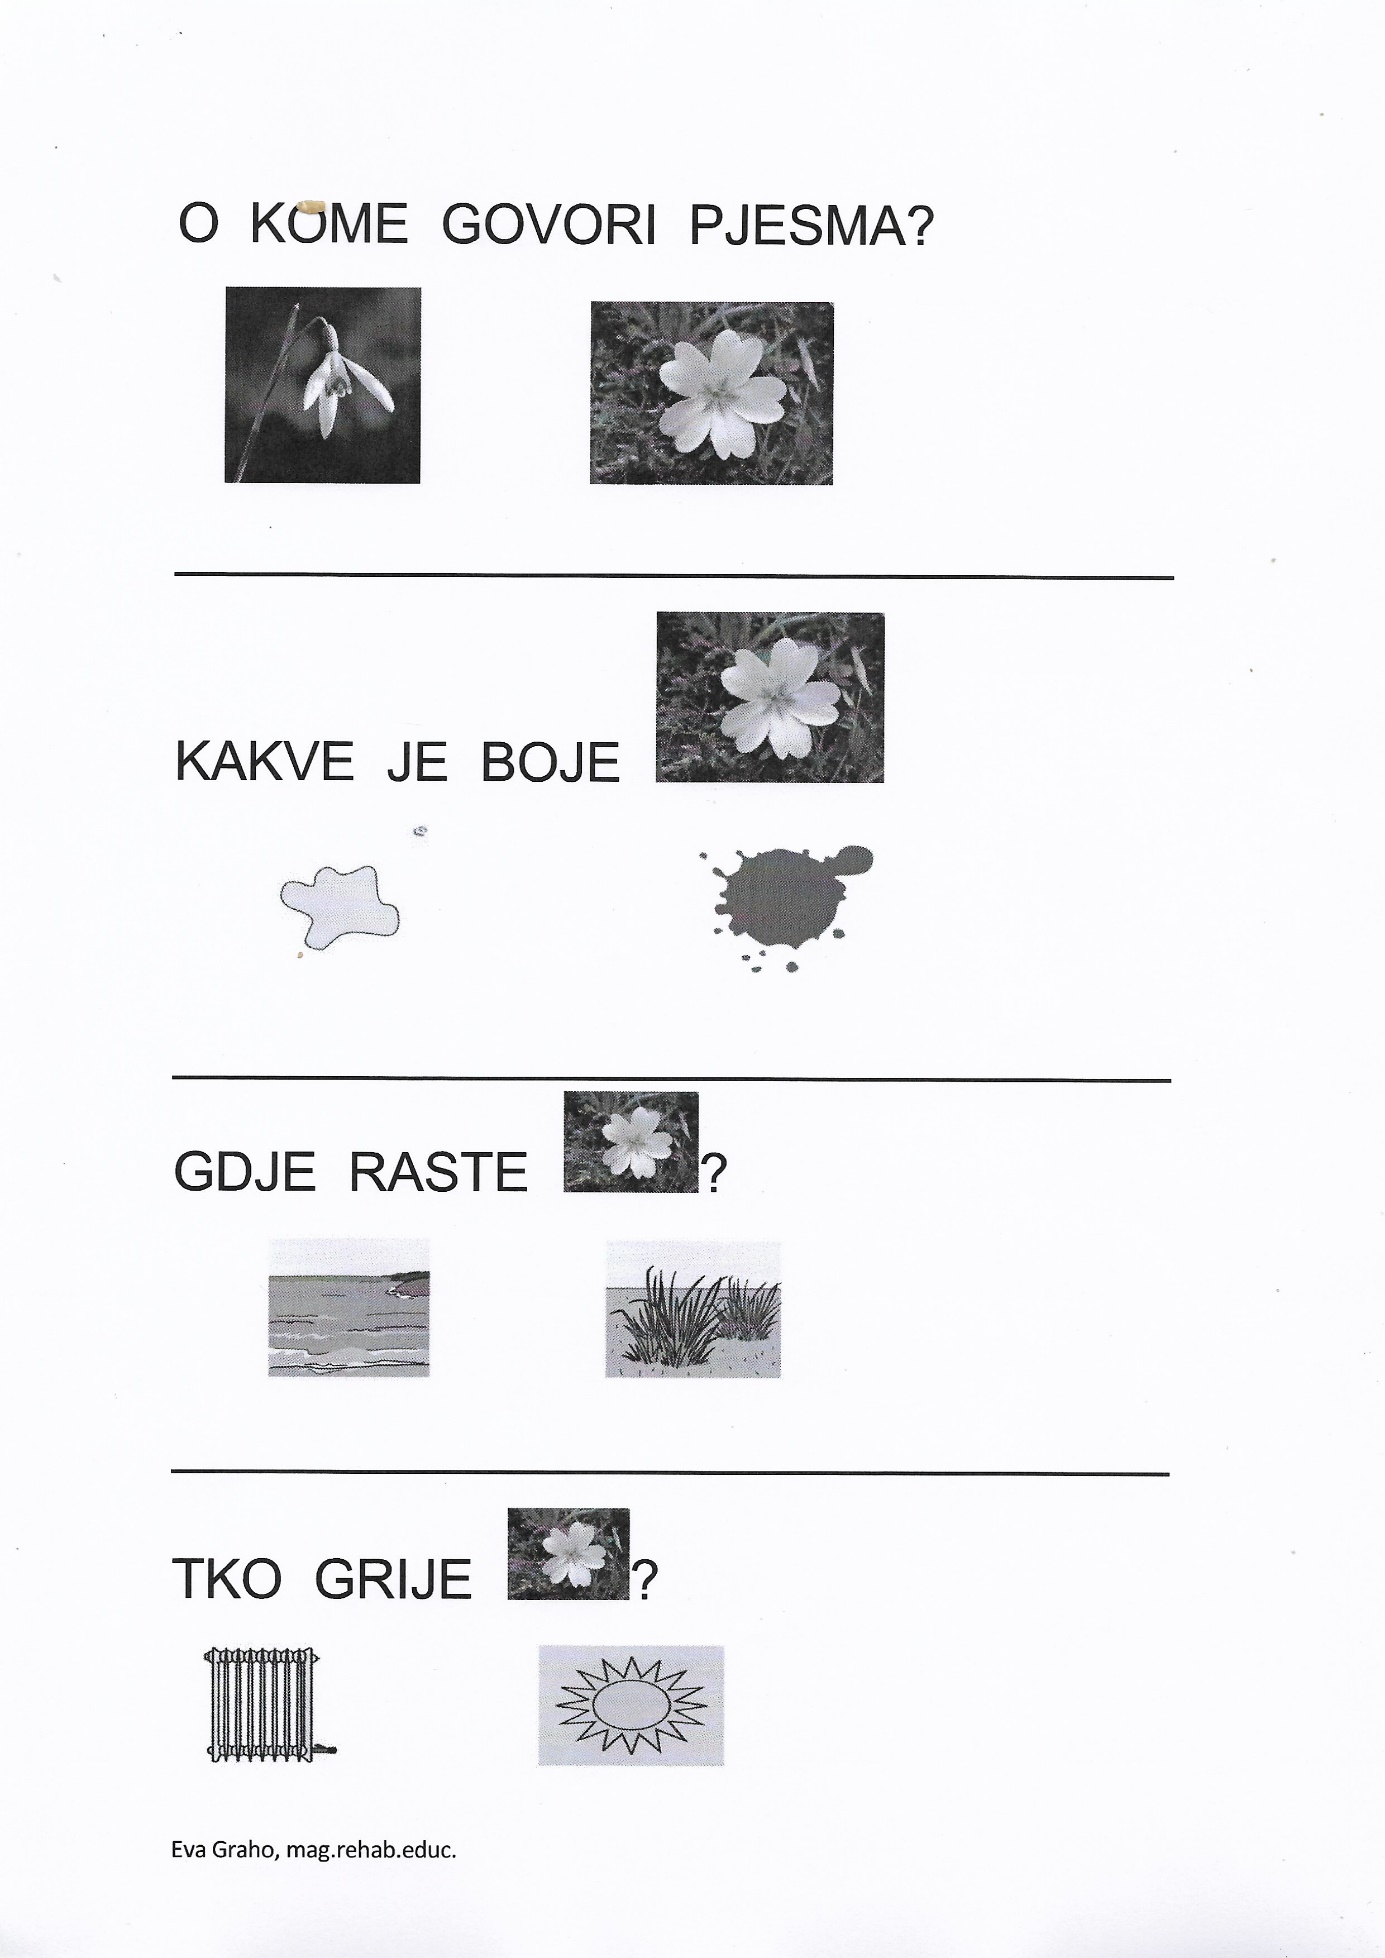 O KOME GOVORI PJESMA?
KAKVE JE BOJE
GDJE RASTE ?
TKO GRIJE ?
Eva Graho, mag.rehab.educ.